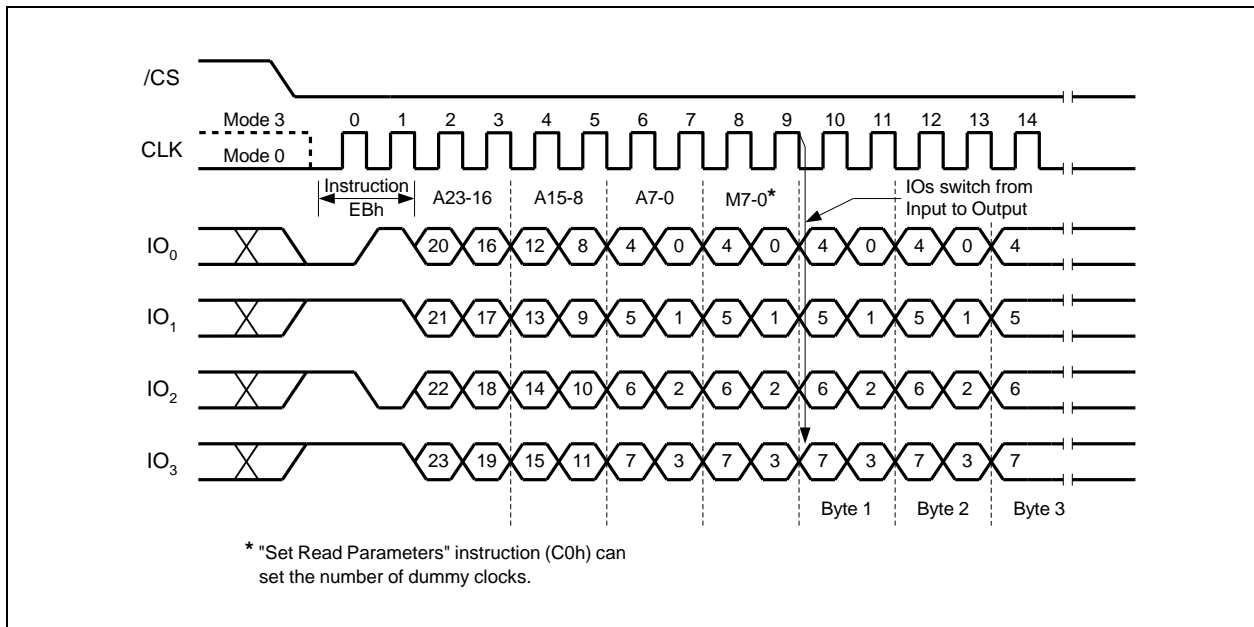 /CS
Mode 3
0 1 2 3 4 5 6 7 8 9 10 11 12 13 14
CLK
Mode 0
Instruction
EBh
A23-16 A15-8 A7-0 M7-0*
IOs switch from
Input to Output
IO0 20 16 12 8 4 0 4 0 4 0 4 0 4
IO1 21 17 13 9 5 1 5 1 5 1 5 1 5
IO2 22 18 14 10 6 2 6 2 6 2 6 2 6
IO3 23 19 15 11 7 3 7 3 7 3 7 3 7
Byte 1 Byte 2 Byte 3
* "Set Read Parameters" instruction (C0h) can
set the number of dummy clocks.